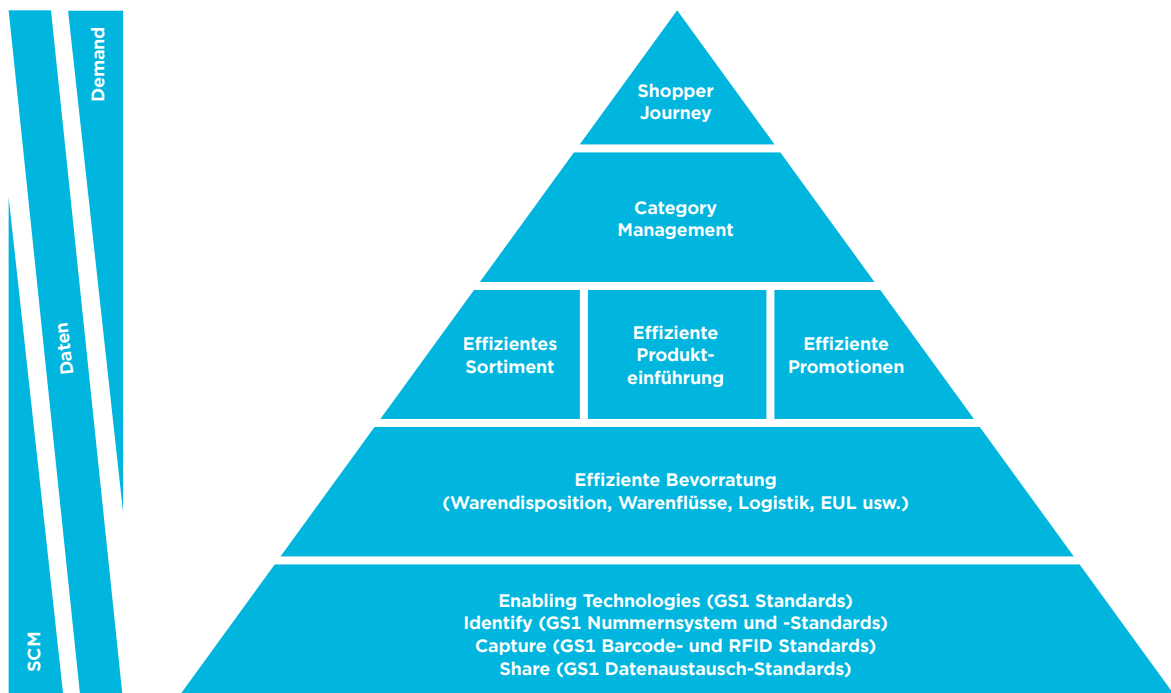 Demand
Daten
SCM
Shopper
Journey
Category
Management
Effizientes
Sortiment
Effiziente
Produkt-
einführung
Effiziente
Promotionen
Effiziente Bevorratung
(Warendisposition, Warenflüsse, Logistik, EUL usw.)
Enabling Technologies (GS1 Standards)
Identify (GS1 Nummernsystem und -Standards)
Capture (GS1 Barcode- und RFID Standards)
Share (GS1 Datenaustausch-Standards)